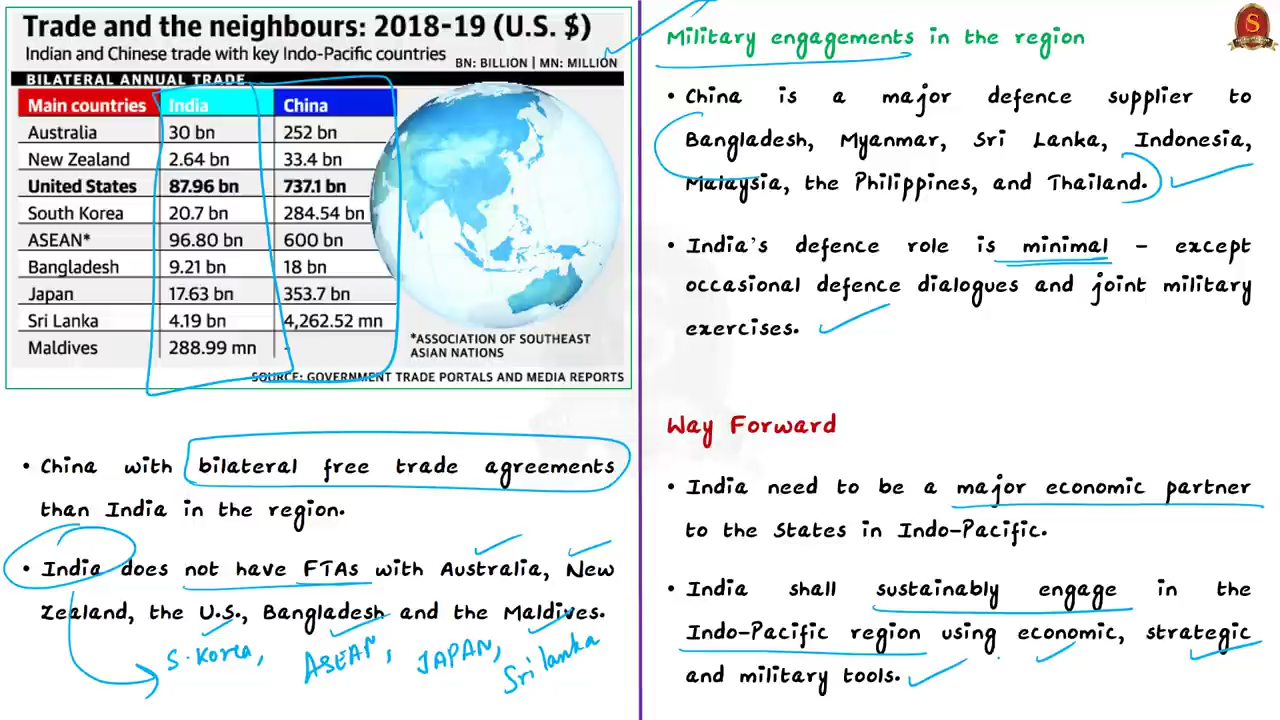 Trade and the neighbours: 2018-19 (U.S. $)
Indian and Chinese trade with key Indo-Pacific countries
BN: BILLION | MN: MILLION
BILATERAL ANNUAL TRADE
Main countries India China
Australia 30 bn 252 bn
New Zealand 2.64 bn 33.4 bn
United States 87.96 bn 737.1 bn
South Korea 20.7 bn 284.54 bn
ASEAN* 96.80 bn 600 bn
Bangladesh 9.21 bn 18 bn
Japan 17.63 bn 353.7 bn
Sri Lanka 4.19 bn 4,262.52 mn
Maldives 288.99 mn -
*ASSOCIATION OF SOUTHEAST
ASIAN NATIONS
SOURCE: GOVERNMENT TRADE PORTALS AND MEDIA REPORTS
• China with bilateral free trade agreements
than India in the region.
• India does not have FTAs with Australia, New
Zealand, the U.S., Bangladesh and the Maldives.
S. Korea, ASEAN, JAPAN, Sri lanka
Military engagements in the region
• China is a major defence supplier to
Bangladesh, Myanmar, Sri Lanka, Indonesia,
Malaysia, the Philippines, and Thailand.
• India's defence role is minimal – except
occasional defence dialogues and joint military
exercises.
Way Forward
• India need to be a major economic partner
to the States in Indo-Pacific.
• India shall sustainably engage in the
Indo-Pacific region using economic, strategic
and military tools.
S